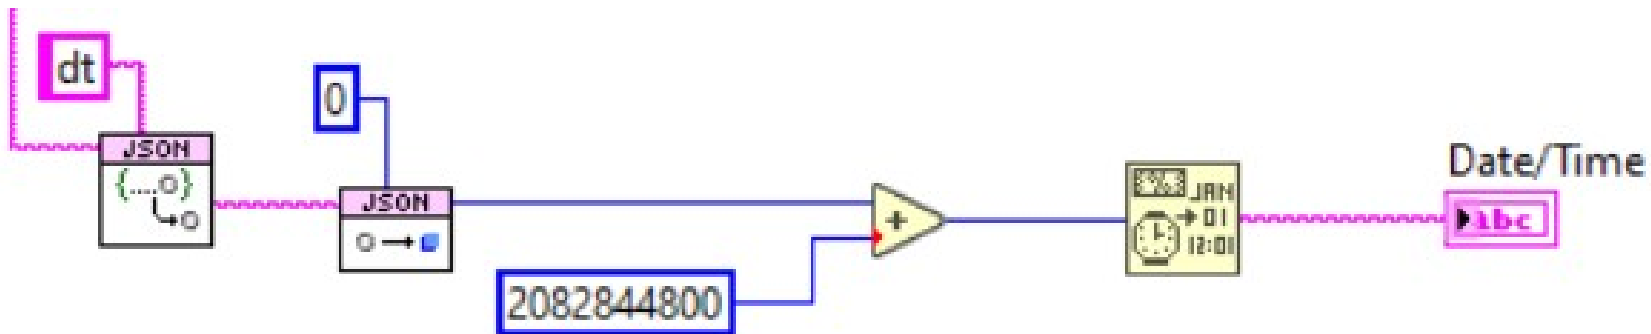 dt
0
JSON
{....o}
JSON
Date/Time
JAN
01
12:01
abc
+
2082844800